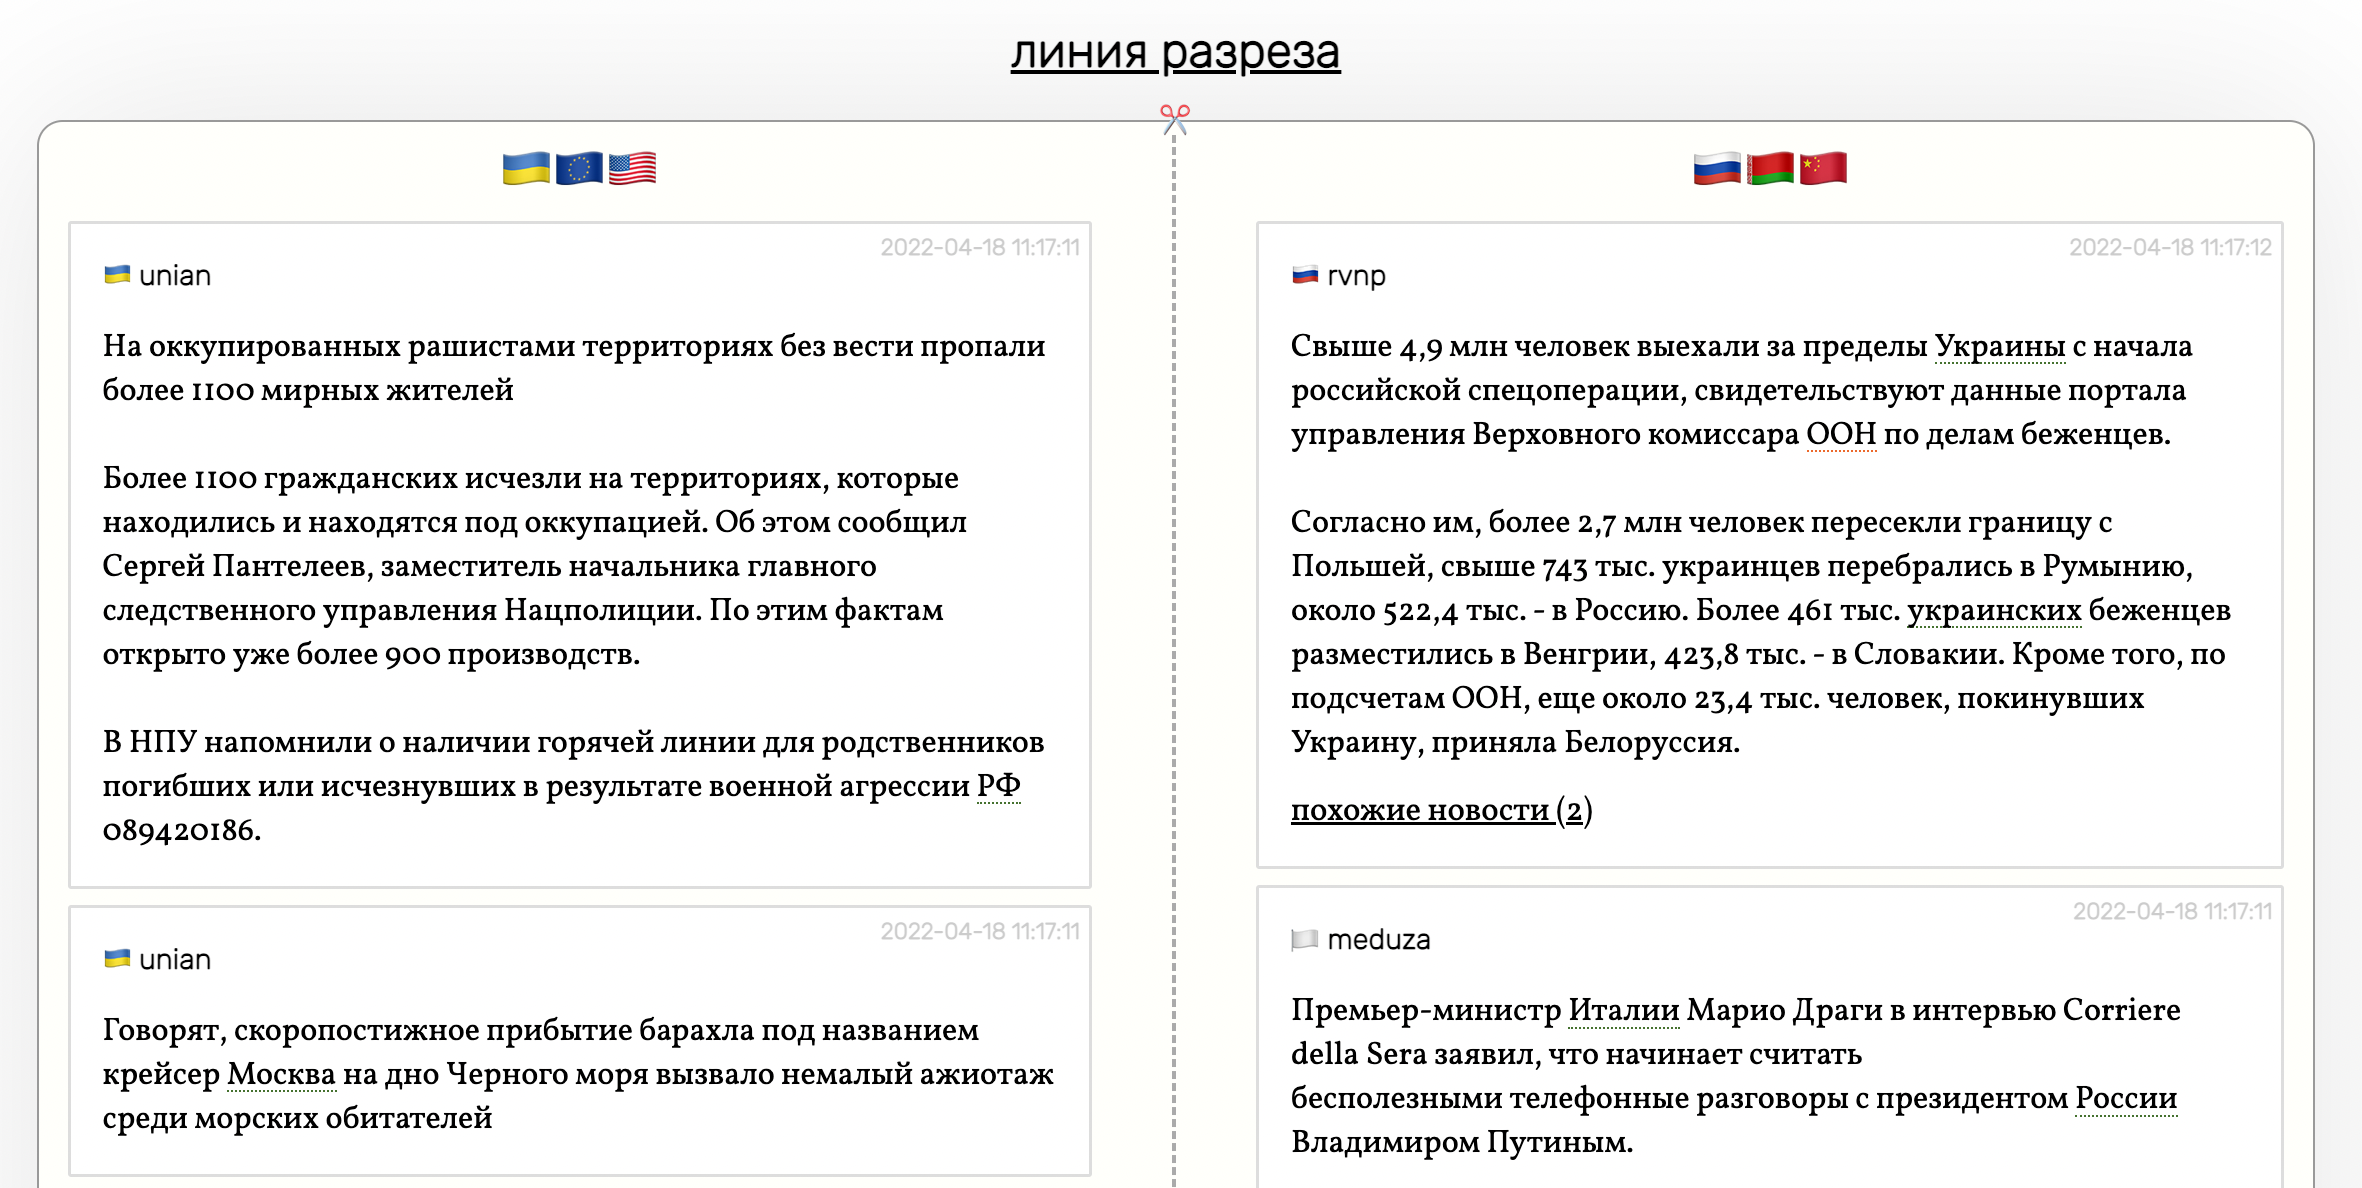 линия разреза
2022-04-18 11:17:11
unian
На оккупированных рашистами территориях без вести пропали
более 1100 мирных жителей
Более 1100 гражданских исчезли на территориях, которые
находились и находятся под оккупацией. Об этом сообщил
Сергей Пантелеев, заместитель начальника главного
следственного управления Нацполиции. По этим фактам
открыто уже более 900 производств.
В НПУ напомнили о наличии горячей линии для родственников
погибших или исчезнувших в результате военной агрессии РФ
089420186.
2022-04-18 11:17:11
unian
Говорят, скоропостижное прибытие барахла под названием
крейсер Москва на дно Черного моря вызвало немалый ажиотаж
среди морских обитателей
2022-04-18 11:17:12
rvnp
Свыше 4,9 млн человек выехали за пределы Украины с начала
российской спецоперации, свидетельствуют данные портала
управления Верховного комиссара ООН по делам беженцев.
Согласно им, более 2,7 млн человек пересекли границу с
Польшей, свыше 743 тыс. украинцев перебрались в Румынию,
около 522,4 тыс. - в Россию. Более 461 тыс. украинских беженцев
разместились в Венгрии, 423,8 тыс. - в Словакии. Кроме того, по
подсчетам ООН, еще около 23,4 тыс. человек, покинувших
Украину, приняла Белоруссия.
похожие новости (2)
2022-04-18 11:17:11
meduza
Премьер-министр Италии Марио Драги в интервью Corriere
della Sera заявил, что начинает считать
бесполезными телефонные разговоры с президентом России
Владимиром Путиным.